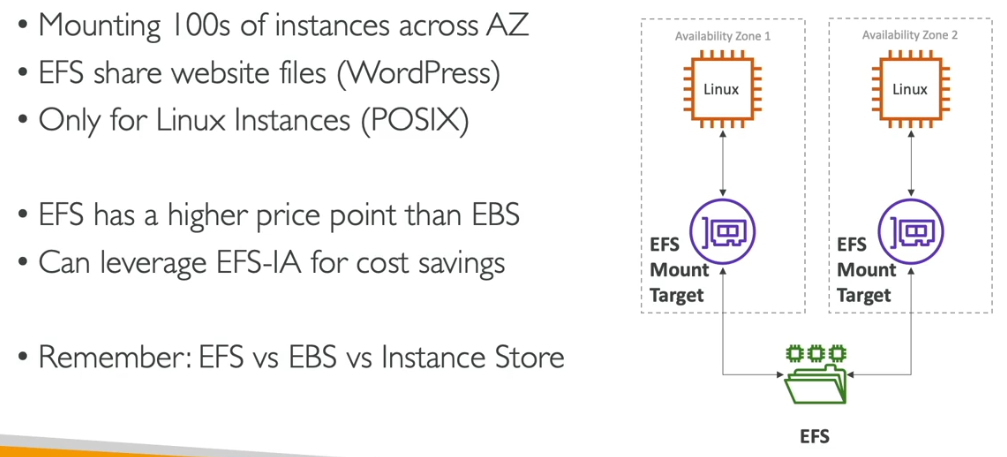 • Mounting 100s of instances across AZ
• EFS share website files (WordPress)
• Only for Linux Instances (POSIX)
• EFS has a higher price point than EBS
• Can leverage EFS-IA for cost savings
• Remember: EFS vs EBS vs Instance Store
Availability Zone 1
Linux
EFS
Mount
Target
Availability Zone 2
Linux
EFS
Mount
Target
EFS